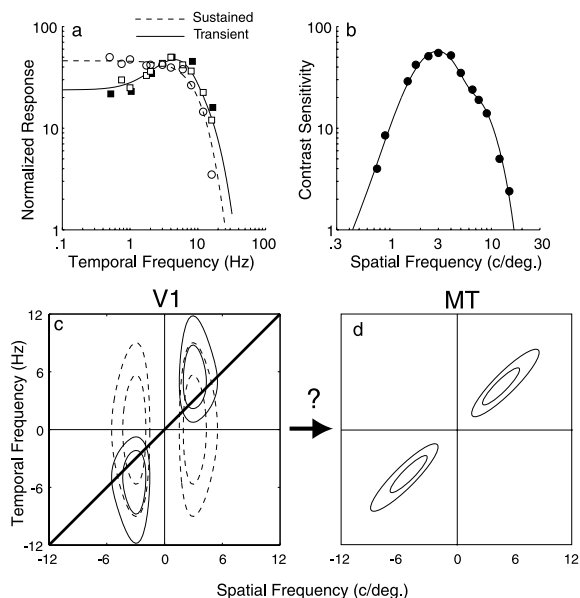 Sustained
Transient
a
b
Normalized Response
100
10
1
.1
1
10
100
Temporal Frequency (Hz)
Contrast Sensitivity
100
10
1
.3
1
3
10
30
Spatial Frequency (c/deg.)
V1
MT
c
d
?
Temporal Frequency (Hz)
12
6
0
-6
-12
-12
-6
0
6
12
-12
-6
0
6
12
Spatial Frequency (c/deg.)